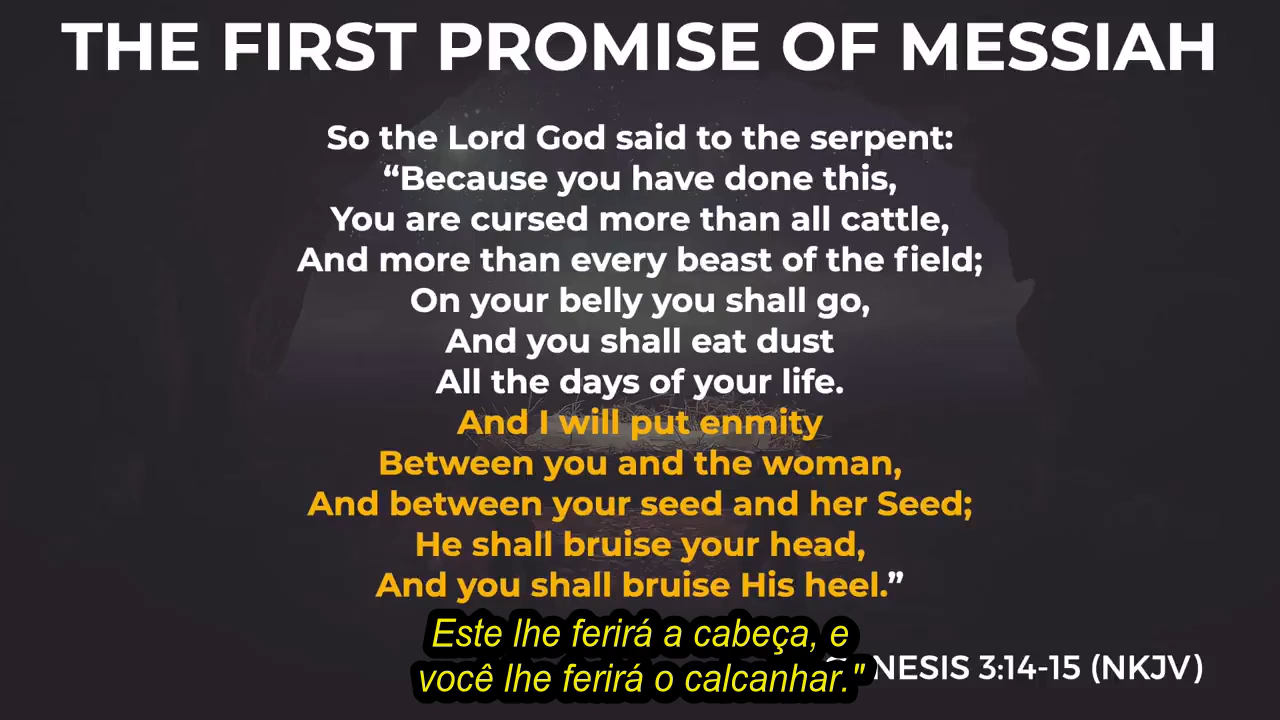 THE FIRST PROMISE OF MESSIAH
So the Lord God said to the serpent:
“Because you have done this,
You are cursed more than all cattle,
And more than every beast of the field;
On your belly you shall go,
And you shall eat dust
All the days of your life.
And I will put enmity
Between you and the woman,
And between your seed and her Seed;
He shall bruise your head,
And you shall bruise His heel.”
Este lhe ferirá a cabeça, e
você lhe ferirá o calcanhar."
3:14-15 (NKJV)